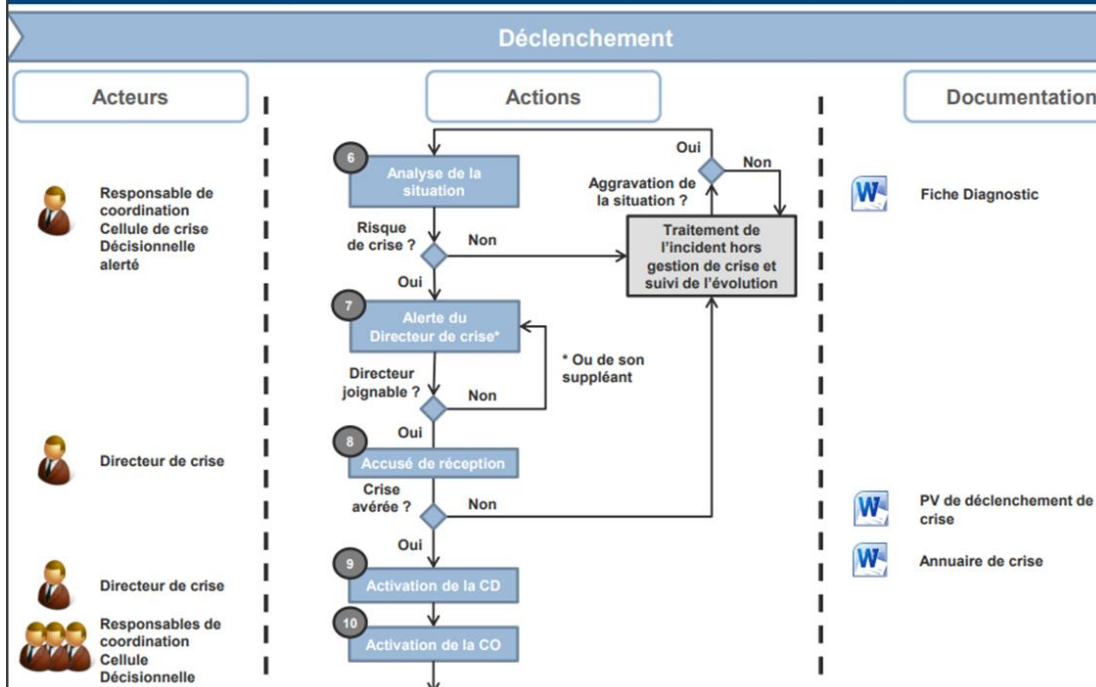 Déclenchement
Acteurs
Actions
Documentation
Oui
Non
6
Analyse de la
situation
Aggravation de
la situation ?
Responsable de
coordination
Cellule de crise
Décisionnelle
alerté
Fiche Diagnostic
Risque
de crise ?
Non
Traitement de
l'incident hors
gestion de crise et
suivi de l'évolution
Oui
7
Alerte du
Directeur de crise*
* Ou de son
suppléant
Directeur
joignable ?
Non
Oui
8
Directeur de crise
Accusé de réception
Crise
avérée ?
Non
PV de déclenchement de
crise
Oui
9
Directeur de crise
Activation de la CD
Annuaire de crise
10
Responsables de
coordination
Cellule
Décisionnelle
Activation de la CO